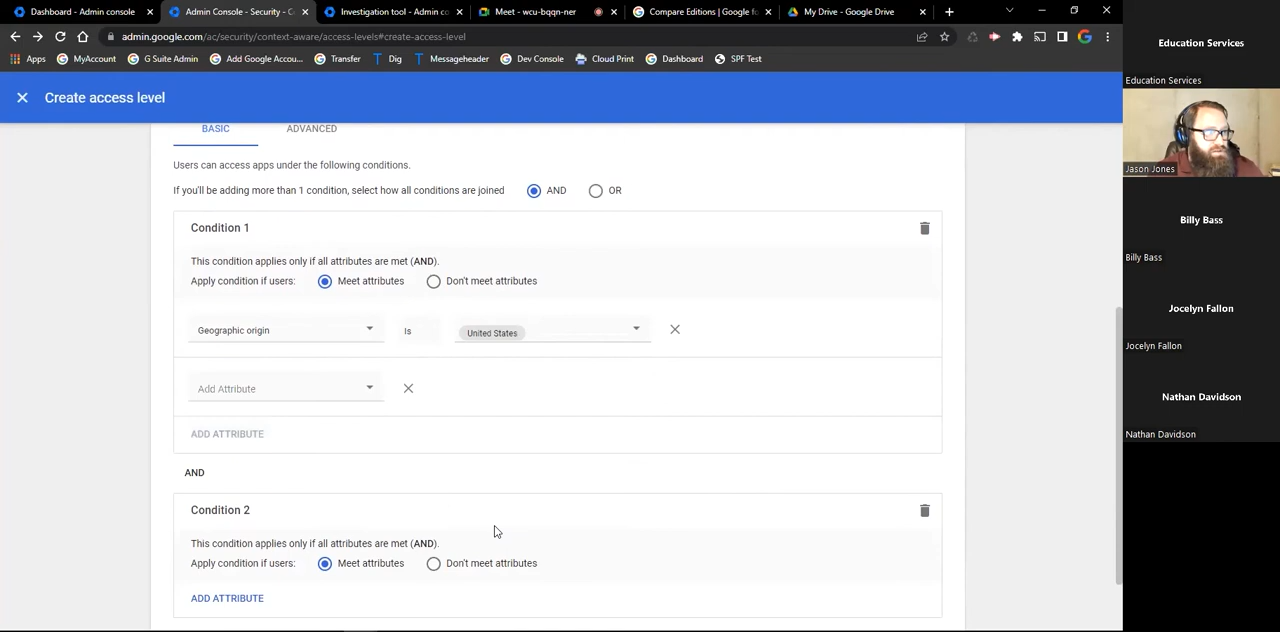 Dashboard - Admin console
Admin Console - Security - C
Investigation tool - Admin co
Meet - wcu-bqqn-ner
Compare Editions | Google fo
My Drive - Google Drive
admin.google.com/ac/security/context-aware/access-levels#create-access-level
Apps
MyAccount
G Suite Admin
Add Google Accou...
Transfer
Dig
Messageheader
Dev Console
Cloud Print
Dashboard
SPF Test
Create access level
BASIC
ADVANCED
Users can access apps under the following conditions.
If you'll be adding more than 1 condition, select how all conditions are joined
AND
OR
Condition 1
This condition applies only if all attributes are met (AND).
Apply condition if users:
Meet attributes
Don't meet attributes
Geographic origin
Is
United States
Add Attribute
ADD ATTRIBUTE
AND
Condition 2
This condition applies only if all attributes are met (AND).
Apply condition if users:
Meet attributes
Don't meet attributes
ADD ATTRIBUTE
Education Services
Education Services
Jason Jones
Billy Bass
Billy Bass
Jocelyn Fallon
Jocelyn Fallon
Nathan Davidson
Nathan Davidson